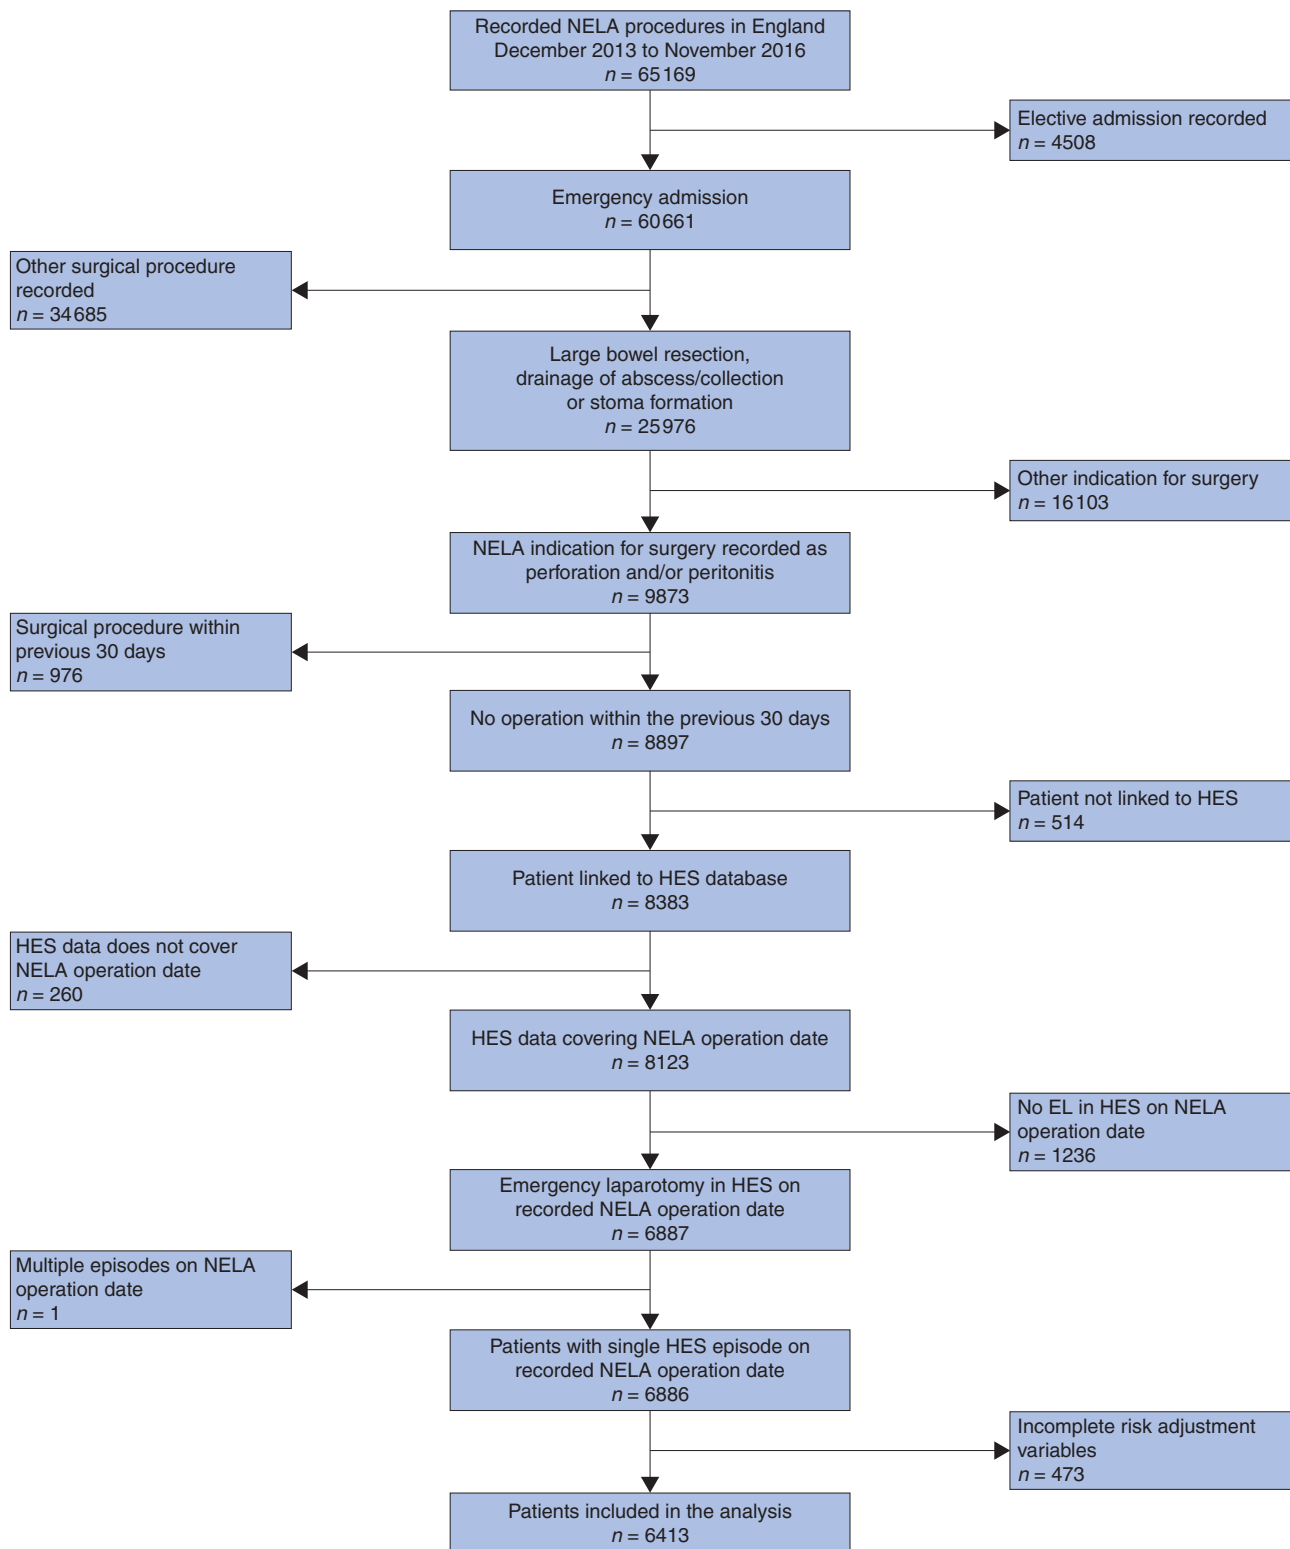 Recorded NELA procedures in England
December 2013 to November 2016
n = 65169
Elective admission recorded
n = 4508
Emergency admission
n = 60661
Other surgical procedure
recorded
n = 34685
Large bowel resection,
drainage of abscess/collection
or stoma formation
n = 25976
Other indication for surgery
n = 16103
NELA indication for surgery recorded as
perforation and/or peritonitis
n = 9873
Surgical procedure within
previous 30 days
n = 976
No operation within the previous 30 days
n = 8897
Patient not linked to HES
n = 514
Patient linked to HES database
n = 8383
HES data does not cover
NELA operation date
n = 260
HES data covering NELA operation date
n = 8123
No EL in HES on NELA
operation date
n = 1236
Emergency laparotomy in HES on
recorded NELA operation date
n = 6887
Multiple episodes on NELA
operation date
n = 1
Patients with single HES episode on
recorded NELA operation date
n = 6886
Incomplete risk adjustment
variables
n = 473
Patients included in the analysis
n = 6413